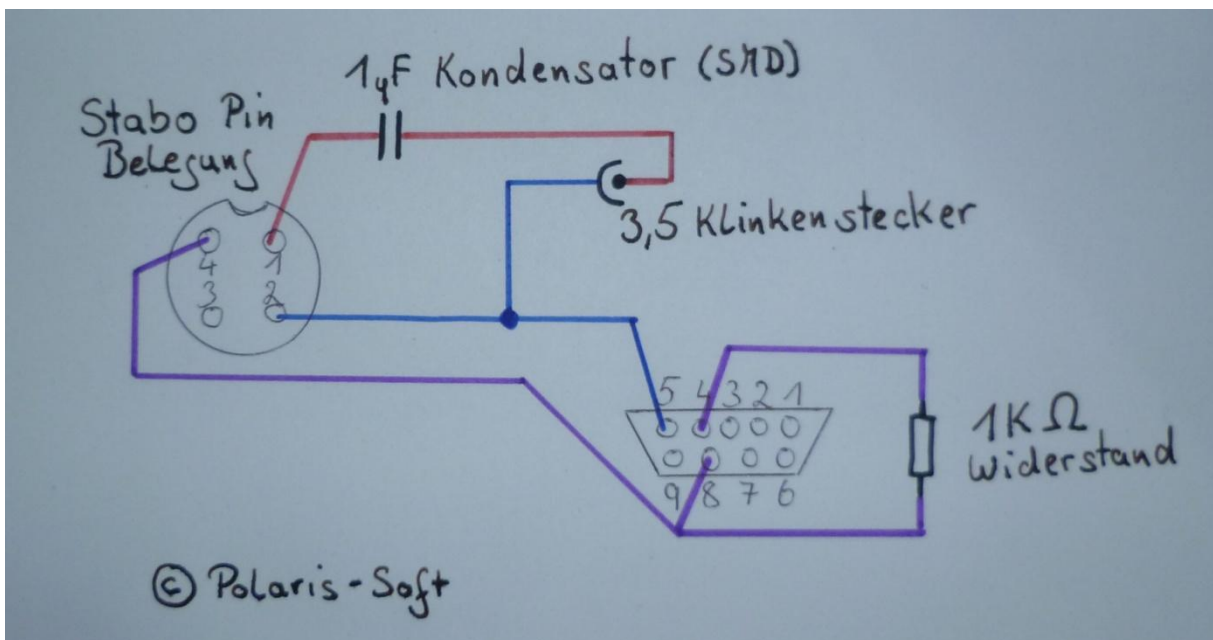 1µF Kondensator (SMD)
Stabo Pin
Belegung
3,5 Klinkenstecker
4 1
3 2
5 4 3 2 1
1K Ω
Widerstand
9 8 7 6
© Polaris-Soft